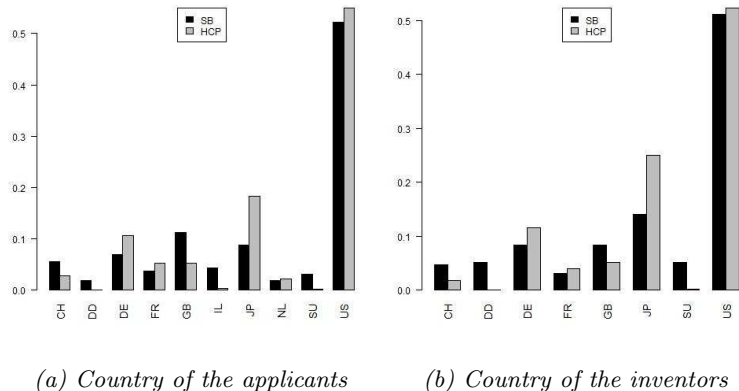 SB
HCP
0.5
0.4
0.3
0.2
0.1
0.0
CH DD DE FR GB IL JP NL SU US
(a) Country of the applicants
SB
HCP
0.5
0.4
0.3
0.2
0.1
0.0
CH DD DE FR GB JP SU US
(b) Country of the inventors